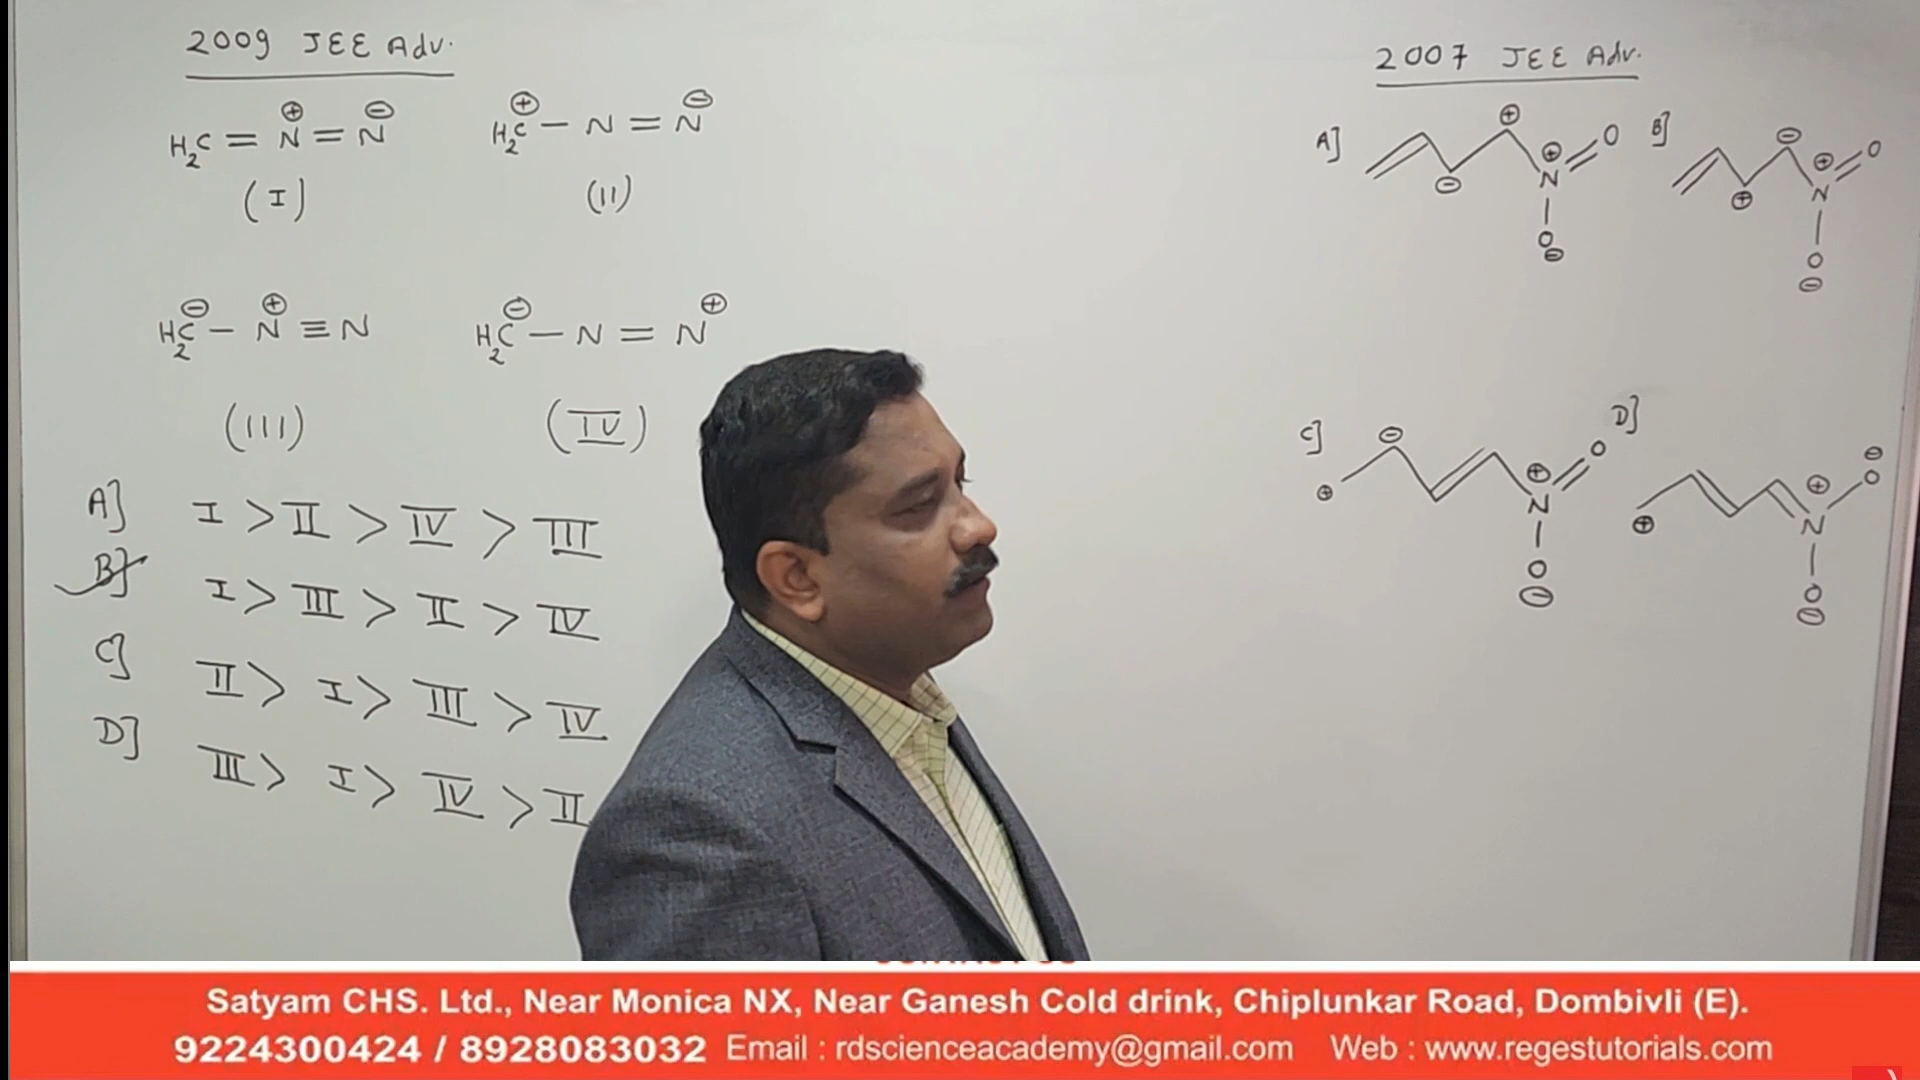 2009 JEE Adv.
H₂C = N⊕ = N⊖
(I)
H₂C⊕ – N = N⊖
(II)
H₂C⊖ – N⊕ ≡ N
(III)
H₂C⊖ – N = N⊕
(IV)
A] I > II > IV > III
B] I > III > II > IV
C] II > I > III > IV
D] III > I > IV > II
2007 JEE Adv.
A] ⊕ ⊖ ⊕ N O O ⊖
B] ⊖ ⊕ ⊕ N O O ⊖
C] ⊖ ⊕ ⊕ N O O ⊖
D] ⊕ ⊕ N O ⊖ O ⊖
Satyam CHS. Ltd., Near Monica NX, Near Ganesh Cold drink, Chiplunkar Road, Dombivli (E).
9224300424 / 8928083032 Email : rdscienceacademy@gmail.com Web : www.regestutorials.com